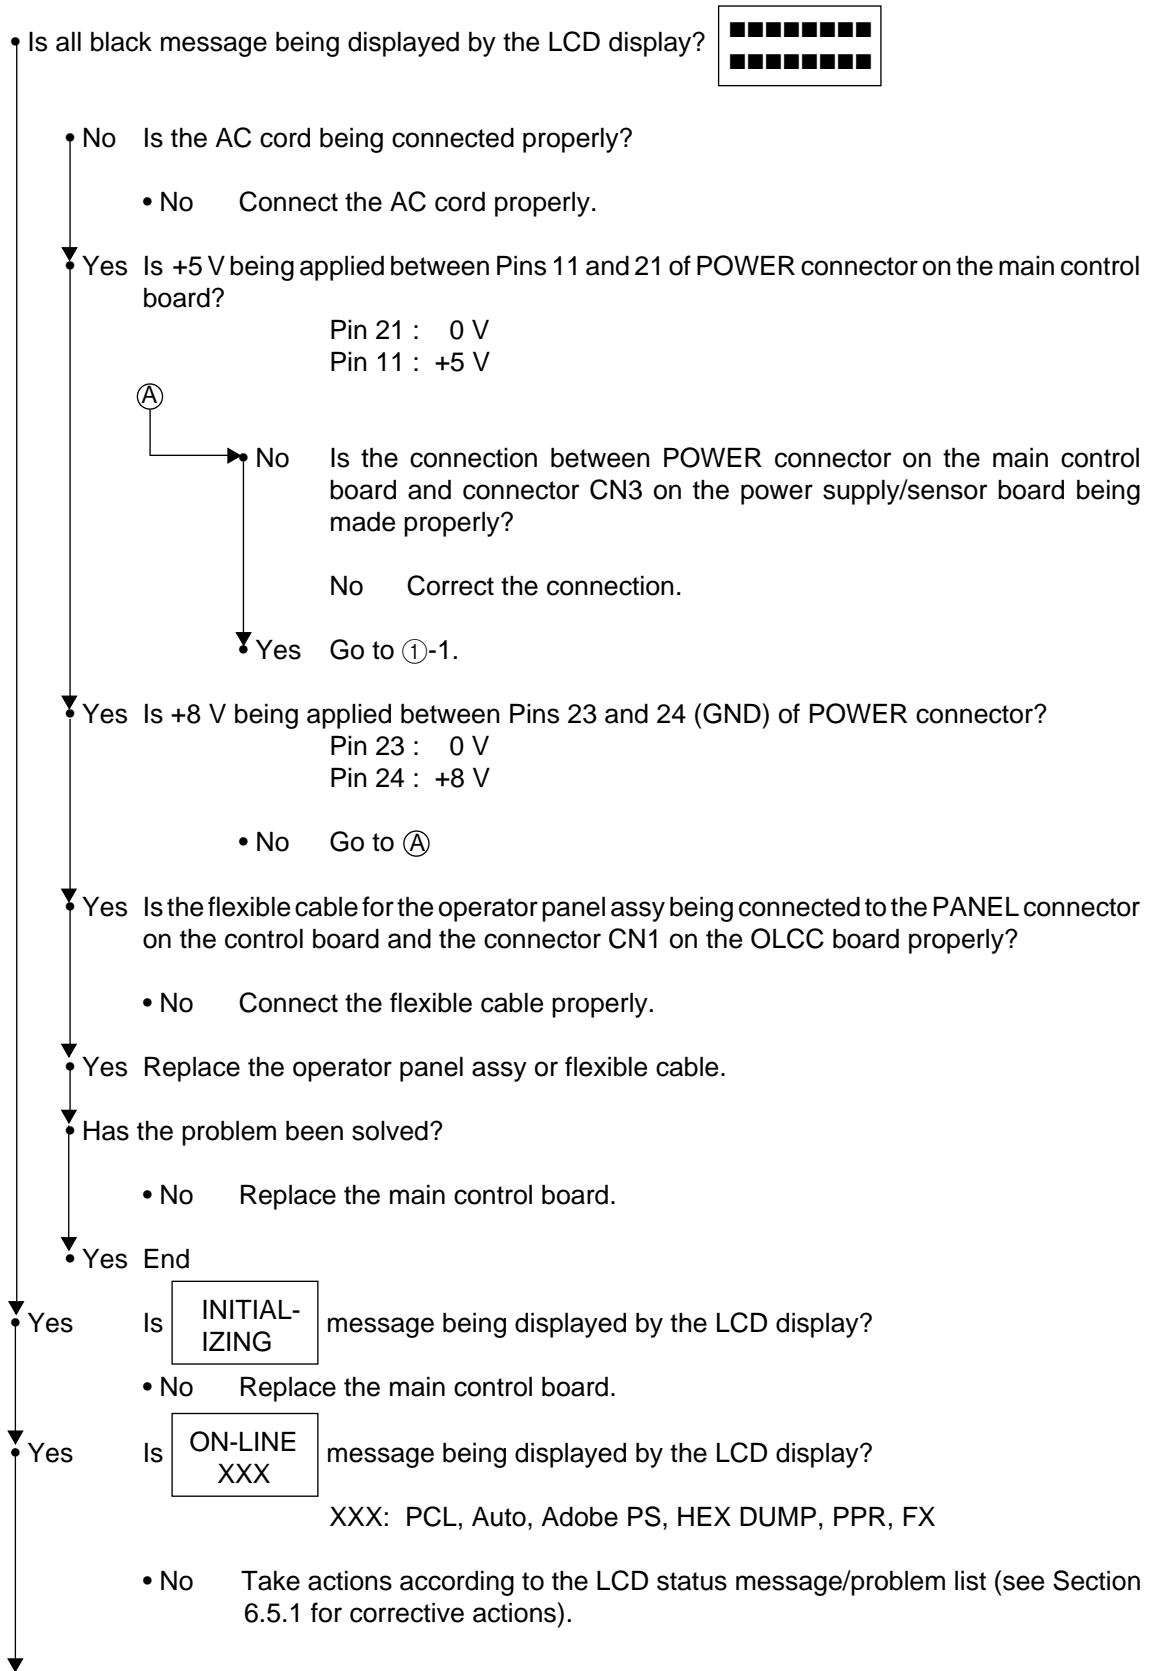 • Is all black message being displayed by the LCD display?
■■■■■■■■
■■■■■■■■
• No Is the AC cord being connected properly?
• No Connect the AC cord properly.
• Yes Is +5 V being applied between Pins 11 and 21 of POWER connector on the main control
board?
Pin 21 : 0 V
Pin 11 : +5 V
Ⓐ
• No Is the connection between POWER connector on the main control
board and connector CN3 on the power supply/sensor board being
made properly?
No Correct the connection.
• Yes Go to ①-1.
• Yes Is +8 V being applied between Pins 23 and 24 (GND) of POWER connector?
Pin 23 : 0 V
Pin 24 : +8 V
• No Go to Ⓐ
• Yes Is the flexible cable for the operator panel assy being connected to the PANEL connector
on the control board and the connector CN1 on the OLCC board properly?
• No Connect the flexible cable properly.
• Yes Replace the operator panel assy or flexible cable.
• Has the problem been solved?
• No Replace the main control board.
• Yes End
• Yes Is INITIAL-
IZING message being displayed by the LCD display?
• No Replace the main control board.
• Yes Is ON-LINE
XXX message being displayed by the LCD display?
XXX: PCL, Auto, Adobe PS, HEX DUMP, PPR, FX
• No Take actions according to the LCD status message/problem list (see Section
6.5.1 for corrective actions).